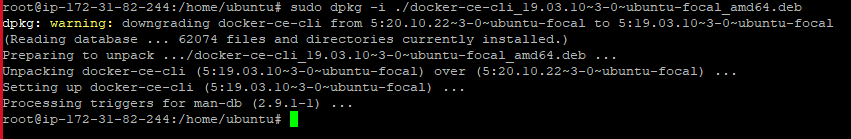 root@ip-172-31-82-244:/home/ubuntu# sudo dpkg -i ./docker-ce-cli_19.03.10~3-0~ubuntu-focal_amd64.deb
dpkg: warning: downgrading docker-ce-cli from 5:20.10.22~3-0~ubuntu-focal to 5:19.03.10~3-0~ubuntu-focal
(Reading database ... 62074 files and directories currently installed.)
Preparing to unpack .../docker-ce-cli_19.03.10~3-0~ubuntu-focal_amd64.deb ...
Unpacking docker-ce-cli (5:19.03.10~3-0~ubuntu-focal) over (5:20.10.22~3-0~ubuntu-focal) ...
Setting up docker-ce-cli (5:19.03.10~3-0~ubuntu-focal) ...
Processing triggers for man-db (2.9.1-1) ...
root@ip-172-31-82-244:/home/ubuntu#